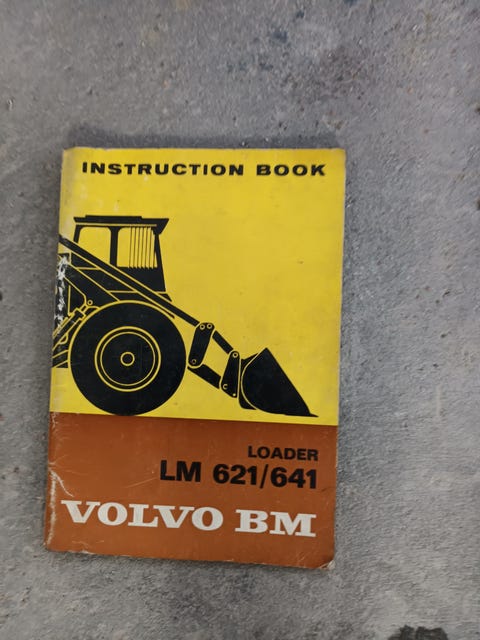 INSTRUCTION BOOK
LOADER
LM 621/641
VOLVO BM